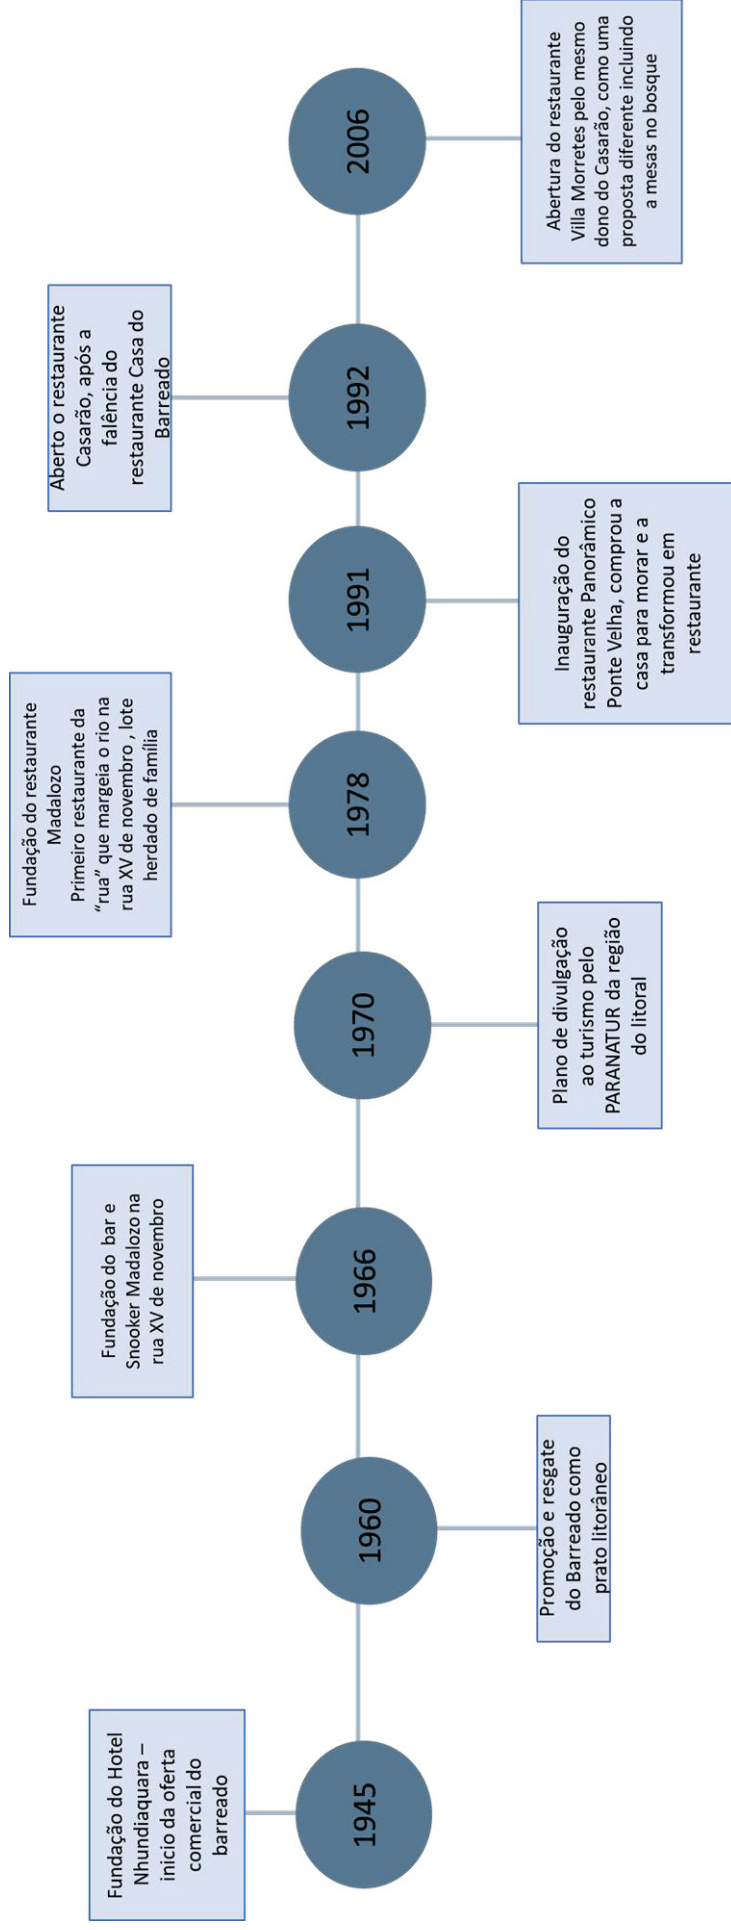 Fundação do Hotel
Nhundiaquara –
inicio da oferta
comercial do
barreado
1945
1960
Promoção e resgate
do Barreado como
prato litorâneo
Fundação do bar e
Snooker Madalozo na
rua XV de novembro
1966
1970
Plano de divulgação
ao turismo pelo
PARANATUR da região
do litoral
Fundação do restaurante
Madalozo
Primeiro restaurante da
“rua” que margeia o rio na
rua XV de novembro , lote
herdado de família
1978
1991
Inauguração do
restaurante Panorâmico
Ponte Velha, comprou a
casa para morar e a
transformou em
restaurante
Aberto o restaurante
Casarão, após a
falência do
restaurante Casa do
Barreado
1992
2006
Abertura do restaurante
Villa Morretes pelo mesmo
dono do Casarão, como uma
proposta diferente incluindo
a mesas no bosque